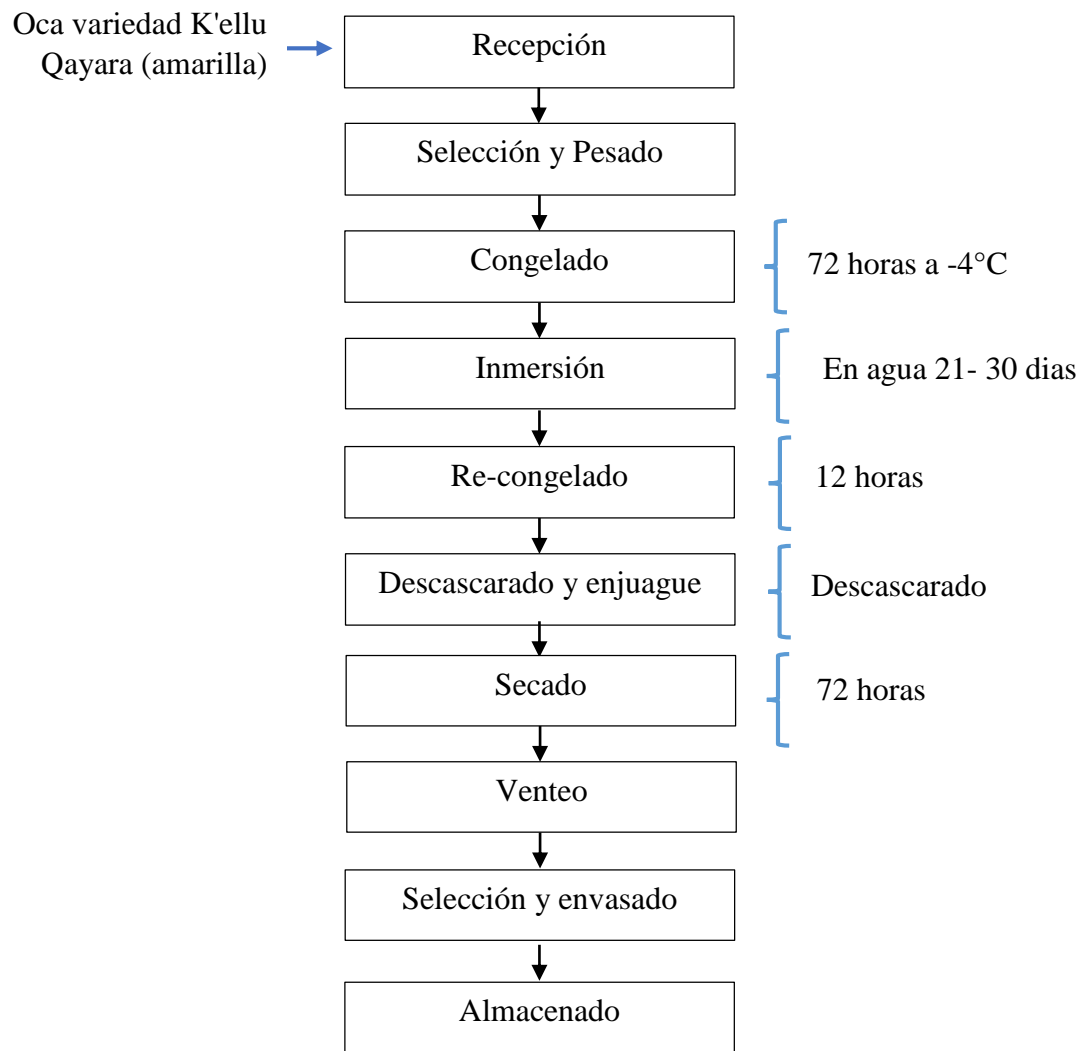 Oca variedad K'ellu
Qayara (amarilla)
Recepción
Selección y Pesado
Congelado
72 horas a -4°C
Inmersión
En agua 21- 30 dias
Re-congelado
12 horas
Descascarado y enjuague
Descascarado
Secado
72 horas
Venteo
Selección y envasado
Almacenado